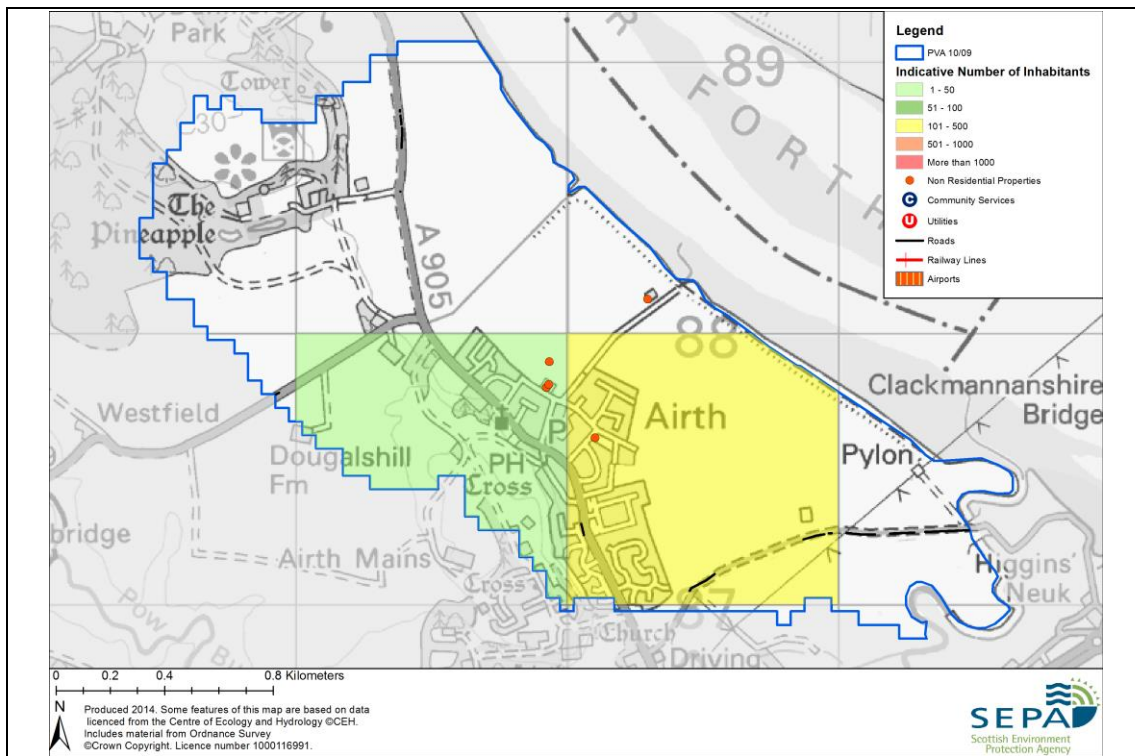 Park
Tower
89
FORTH
30
The
Pineapple
A 905
88
Westfield
Dougalshill
Fm
P
Airth
PH
Cross
Clackmannanshire
Bridge
Pylon
bridge
Airth Mains
Higgins'
Neuk
Pow
Cross
87
Church
Driving
Legend
PVA 10/09
Indicative Number of Inhabitants
1 - 50
51 - 100
101 - 500
501 - 1000
More than 1000
Non Residential Properties
C Community Services
U Utilities
Roads
Railway Lines
Airports
0 0.2 0.4 0.8 Kilometers
N
Produced 2014. Some features of this map are based on data
licenced from the Centre of Ecology and Hydrology ©CEH.
Includes material from Ordnance Survey
©Crown Copyright. Licence number 1000116991.
SEPA
Scottish Environment
Protection Agency